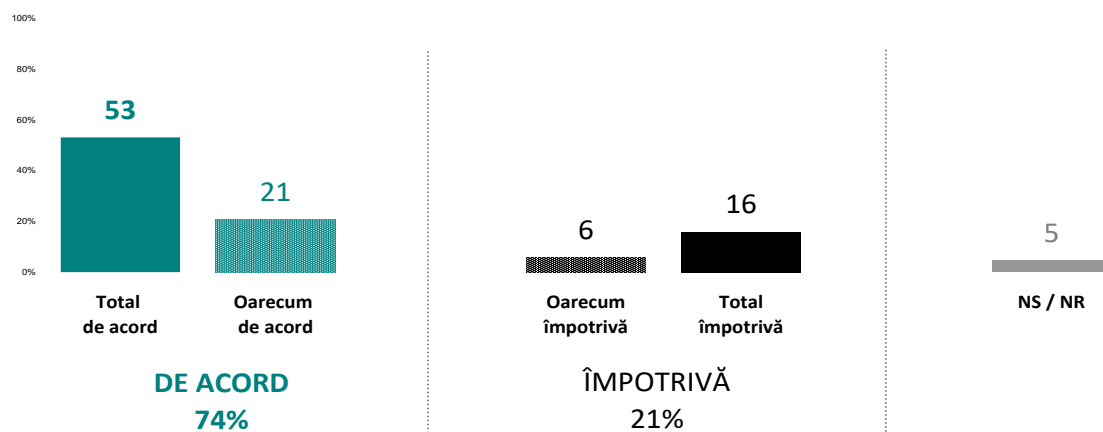 100%
80%
60%
40%
20%
0%
53
21
6
16
5
Total
de acord
Oarecum
de acord
Oarecum
împotrivă
Total
împotrivă
NS / NR
DE ACORD
74%
ÎMPOTRIVĂ
21%